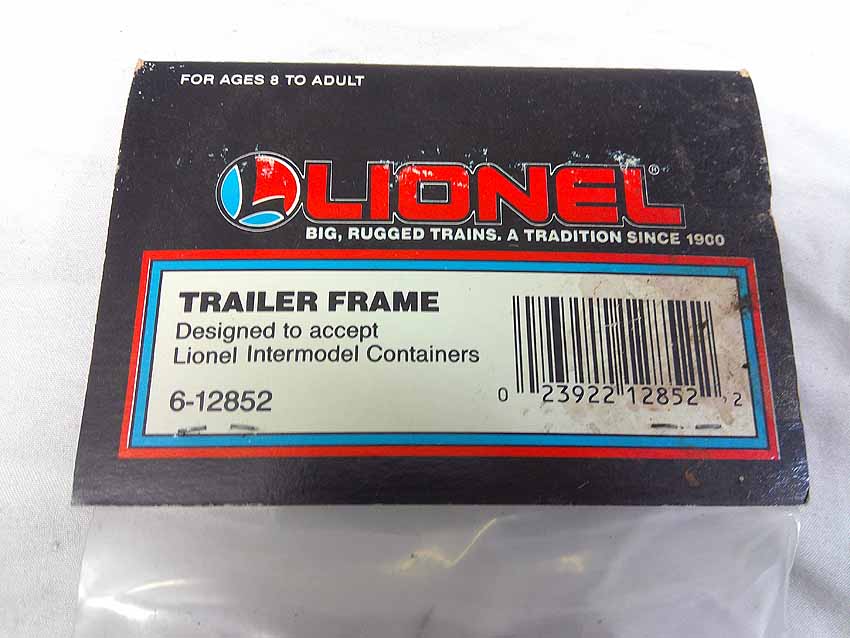 FOR AGES 8 TO ADULT
LIONEL®
BIG, RUGGED TRAINS. A TRADITION SINCE 1900
TRAILER FRAME
Designed to accept
Lionel Intermodel Containers
6-12852
0 23922 12852 2